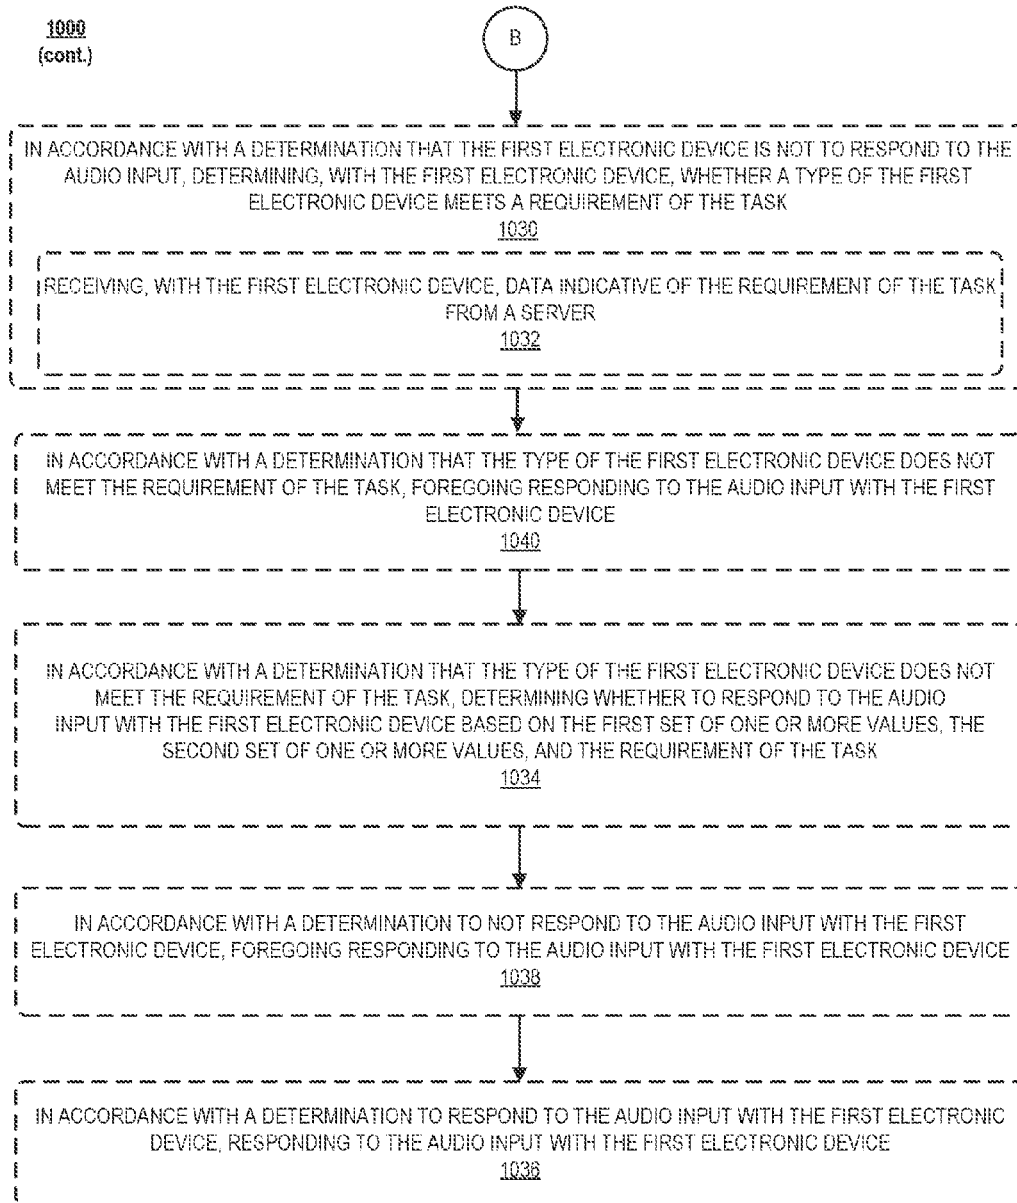 1000
(cont.)
B
IN ACCORDANCE WITH A DETERMINATION THAT THE FIRST ELECTRONIC DEVICE IS NOT TO RESPOND TO THE
AUDIO INPUT, DETERMINING, WITH THE FIRST ELECTRONIC DEVICE, WHETHER A TYPE OF THE FIRST
ELECTRONIC DEVICE MEETS A REQUIREMENT OF THE TASK
1030
RECEIVING, WITH THE FIRST ELECTRONIC DEVICE, DATA INDICATIVE OF THE REQUIREMENT OF THE TASK
FROM A SERVER
1032
IN ACCORDANCE WITH A DETERMINATION THAT THE TYPE OF THE FIRST ELECTRONIC DEVICE DOES NOT
MEET THE REQUIREMENT OF THE TASK, FOREGOING RESPONDING TO THE AUDIO INPUT WITH THE FIRST
ELECTRONIC DEVICE
1040
IN ACCORDANCE WITH A DETERMINATION THAT THE TYPE OF THE FIRST ELECTRONIC DEVICE DOES NOT
MEET THE REQUIREMENT OF THE TASK, DETERMINING WHETHER TO RESPOND TO THE AUDIO
INPUT WITH THE FIRST ELECTRONIC DEVICE BASED ON THE FIRST SET OF ONE OR MORE VALUES, THE
SECOND SET OF ONE OR MORE VALUES, AND THE REQUIREMENT OF THE TASK
1034
IN ACCORDANCE WITH A DETERMINATION TO NOT RESPOND TO THE AUDIO INPUT WITH THE FIRST
ELECTRONIC DEVICE, FOREGOING RESPONDING TO THE AUDIO INPUT WITH THE FIRST ELECTRONIC DEVICE
1038
IN ACCORDANCE WITH A DETERMINATION TO RESPOND TO THE AUDIO INPUT WITH THE FIRST ELECTRONIC
DEVICE, RESPONDING TO THE AUDIO INPUT WITH THE FIRST ELECTRONIC DEVICE
1036